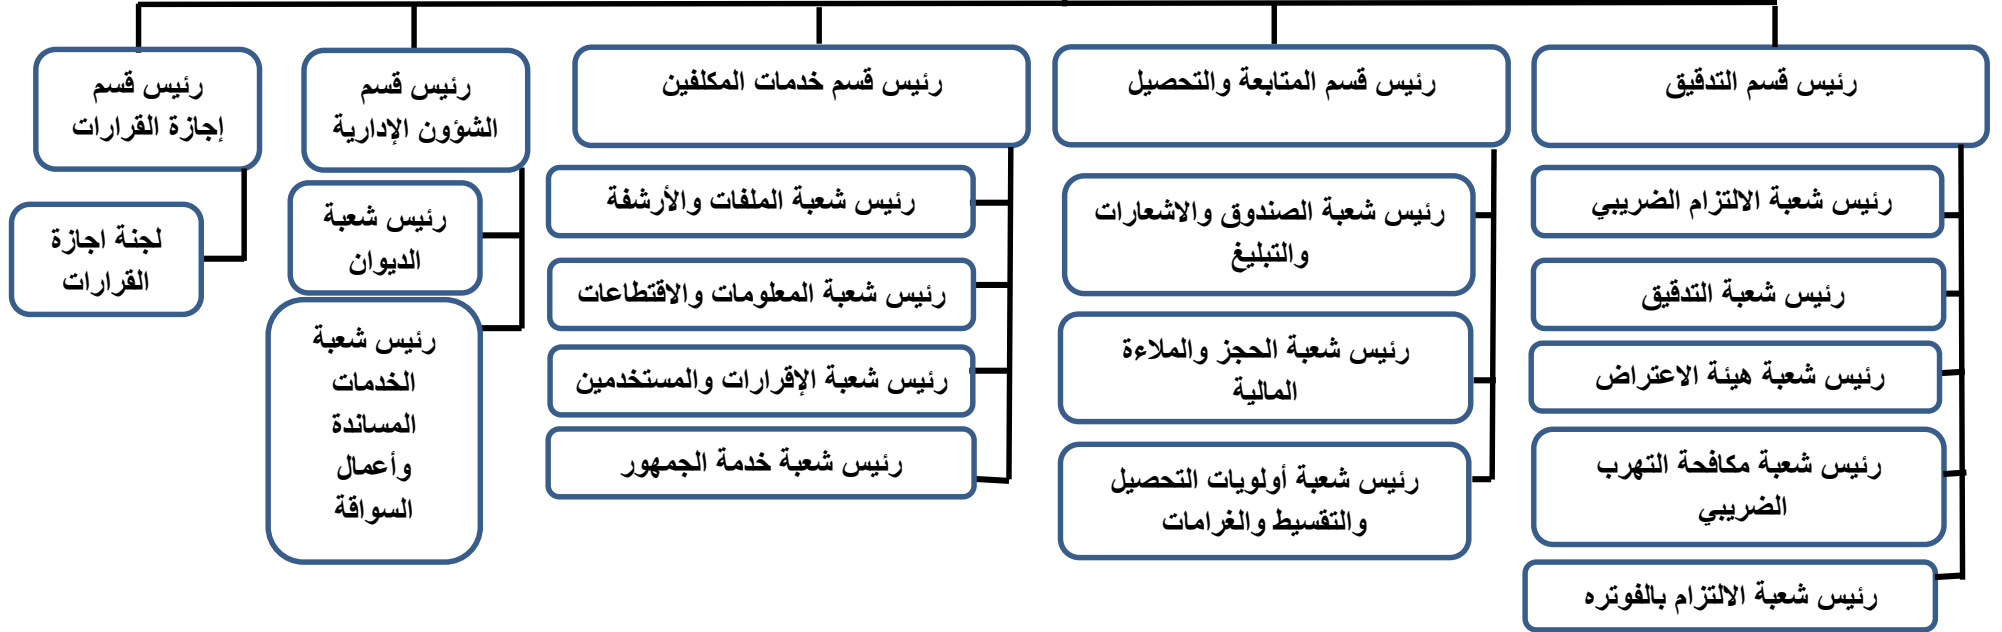 رئيس قسم التدقيق
رئيس شعبة الالتزام الضريبي
رئيس شعبة التدقيق
رئيس شعبة هيئة الاعتراض
رئيس شعبة مكافحة التهرب
الضريبي
رئيس شعبة الالتزام بالفوتره
رئيس قسم المتابعة والتحصيل
رئيس شعبة الصندوق والاشعارات
والتبليغ
رئيس شعبة الحجز والملاءة
المالية
رئيس شعبة أولويات التحصيل
والتقسيط والغرامات
رئيس قسم خدمات المكلفين
رئيس شعبة الملفات والأرشفة
رئيس شعبة المعلومات والاقتطاعات
رئيس شعبة الإقرارات والمستخدمين
رئيس شعبة خدمة الجمهور
رئيس قسم
الشؤون الإدارية
رئيس شعبة
الديوان
رئيس شعبة
الخدمات
المساندة
وأعمال
السواقة
رئيس قسم
إجازة القرارات
لجنة اجازة
القرارات